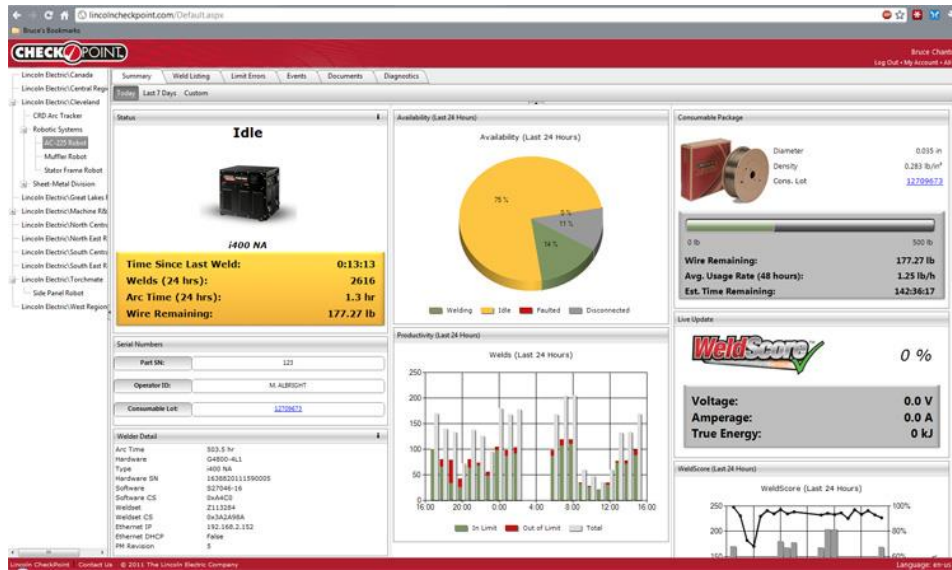 lincolncheckpoint.com/Default.aspx
Bruce's Bookmarks
CHECKPOINT
Bruce Chant
Log Out • My Account • All
Lincoln Electric\Canada
Lincoln Electric\Central Regi
Lincoln Electric\Cleveland
CRD Arc Tracker
Robotic Systems
AC-225 Robot
Muffler Robot
Stator Frame Robot
Sheet-Metal Division
Lincoln Electric\Great Lakes
Lincoln Electric\Machine R&
Lincoln Electric\North Centr
Lincoln Electric\North East R
Lincoln Electric\South Centr
Lincoln Electric\South East R
Lincoln Electric\Torchmate
Side Panel Robot
Lincoln Electric\West Region
Summary Weld Listing Limit Errors Events Documents Diagnostics
Today Last 7 Days Custom
Status
Idle
i400 NA
Time Since Last Weld: 0:13:13
Welds (24 hrs): 2616
Arc Time (24 hrs): 1.3 hr
Wire Remaining: 177.27 lb
Serial Numbers
Part SN: 123
Operator ID: M. ALBRIGHT
Consumable Lot: 12709673
Welder Detail
Arc Time 503.5 hr
Hardware G4800-4L1
Type i400 NA
Hardware SN 1636820111590005
Software S27046-16
Software CS 0xA4C0
Weldset Z113284
Weldset CS 0x3A2A98A
Ethernet IP 192.168.2.152
Ethernet DHCP False
PM Revision 5
Availability (Last 24 Hours)
Availability (Last 24 Hours)
75 %
0 %
11 %
14 %
Welding Idle Faulted Disconnected
Productivity (Last 24 Hours)
Welds (Last 24 Hours)
250
200
150
100
50
0
16:00 20:00 0:00 4:00 8:00 12:00 16:00
In Limit Out of Limit Total
Consumable Package
Diameter 0.035 in
Density 0.283 lb/in³
Cons. Lot 12709673
0 lb 500 lb
Wire Remaining: 177.27 lb
Avg. Usage Rate (48 hours): 1.25 lb/h
Est. Time Remaining: 142:36:17
Live Update
WeldScore 0 %
Voltage: 0.0 V
Amperage: 0.0 A
True Energy: 0 kJ
WeldScore (Last 24 Hours)
WeldScore (Last 24 Hours)
250 100%
200 80%
150 60%
Lincoln CheckPoint Contact Us © 2011 The Lincoln Electric Company
Language: en-us